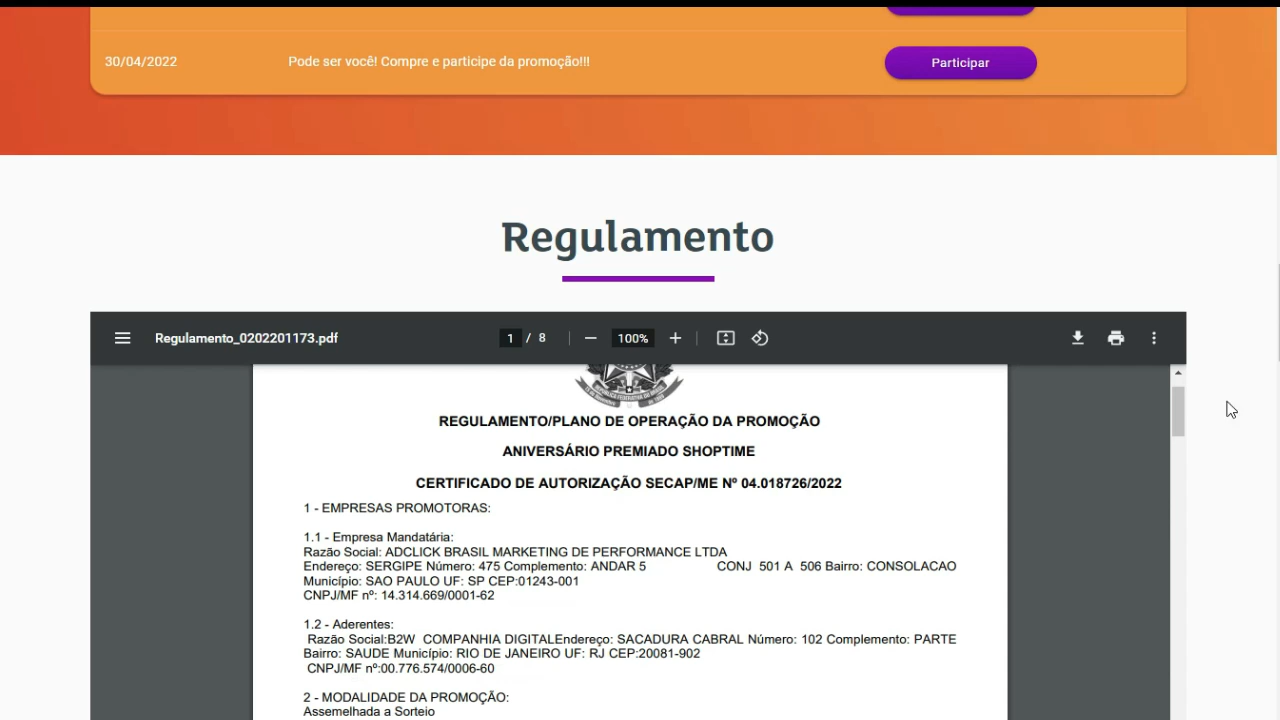 30/04/2022 Pode ser você! Compre e participe da promoção!!! Participar
Regulamento
Regulamento_0202201173.pdf 1 / 8 100%
REGULAMENTO/PLANO DE OPERAÇÃO DA PROMOÇÃO
ANIVERSÁRIO PREMIADO SHOPTIME
CERTIFICADO DE AUTORIZAÇÃO SECAP/ME Nº 04.018726/2022
1 - EMPRESAS PROMOTORAS:
1.1 - Empresa Mandatária:
Razão Social: ADCLICK BRASIL MARKETING DE PERFORMANCE LTDA
Endereço: SERGIPE Número: 475 Complemento: ANDAR 5 CONJ 501 A 506 Bairro: CONSOLACAO
Município: SAO PAULO UF: SP CEP:01243-001
CNPJ/MF nº: 14.314.669/0001-62
1.2 - Aderentes:
Razão Social:B2W COMPANHIA DIGITALEndereço: SACADURA CABRAL Número: 102 Complemento: PARTE
Bairro: SAUDE Município: RIO DE JANEIRO UF: RJ CEP:20081-902
CNPJ/MF nº:00.776.574/0006-60
2 - MODALIDADE DA PROMOÇÃO:
Assemelhada a Sorteio